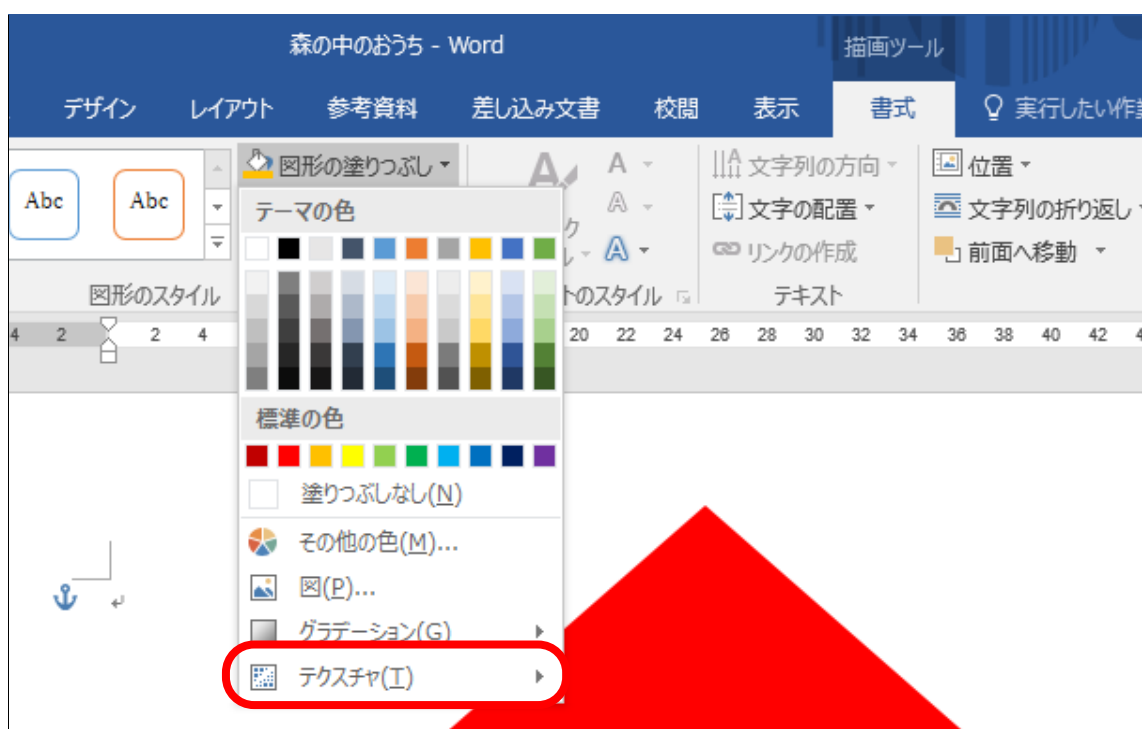 森の中のおうち - Word
描画ツール
デザイン レイアウト 参考資料 差し込み文書 校閲 表示 書式 実行したい作
Abc Abc
図形の塗りつぶし
文字列の方向
位置
文字の配置
文字列の折り返し
リンクの作成
前面へ移動
図形のスタイル
トのスタイル
テキスト
4 2 2 4 20 22 24 26 28 30 32 34 36 38 40 42 4
テーマの色
標準の色
塗りつぶしなし(N)
その他の色(M)...
図(P)...
グラデーション(G)
テクスチャ(T)